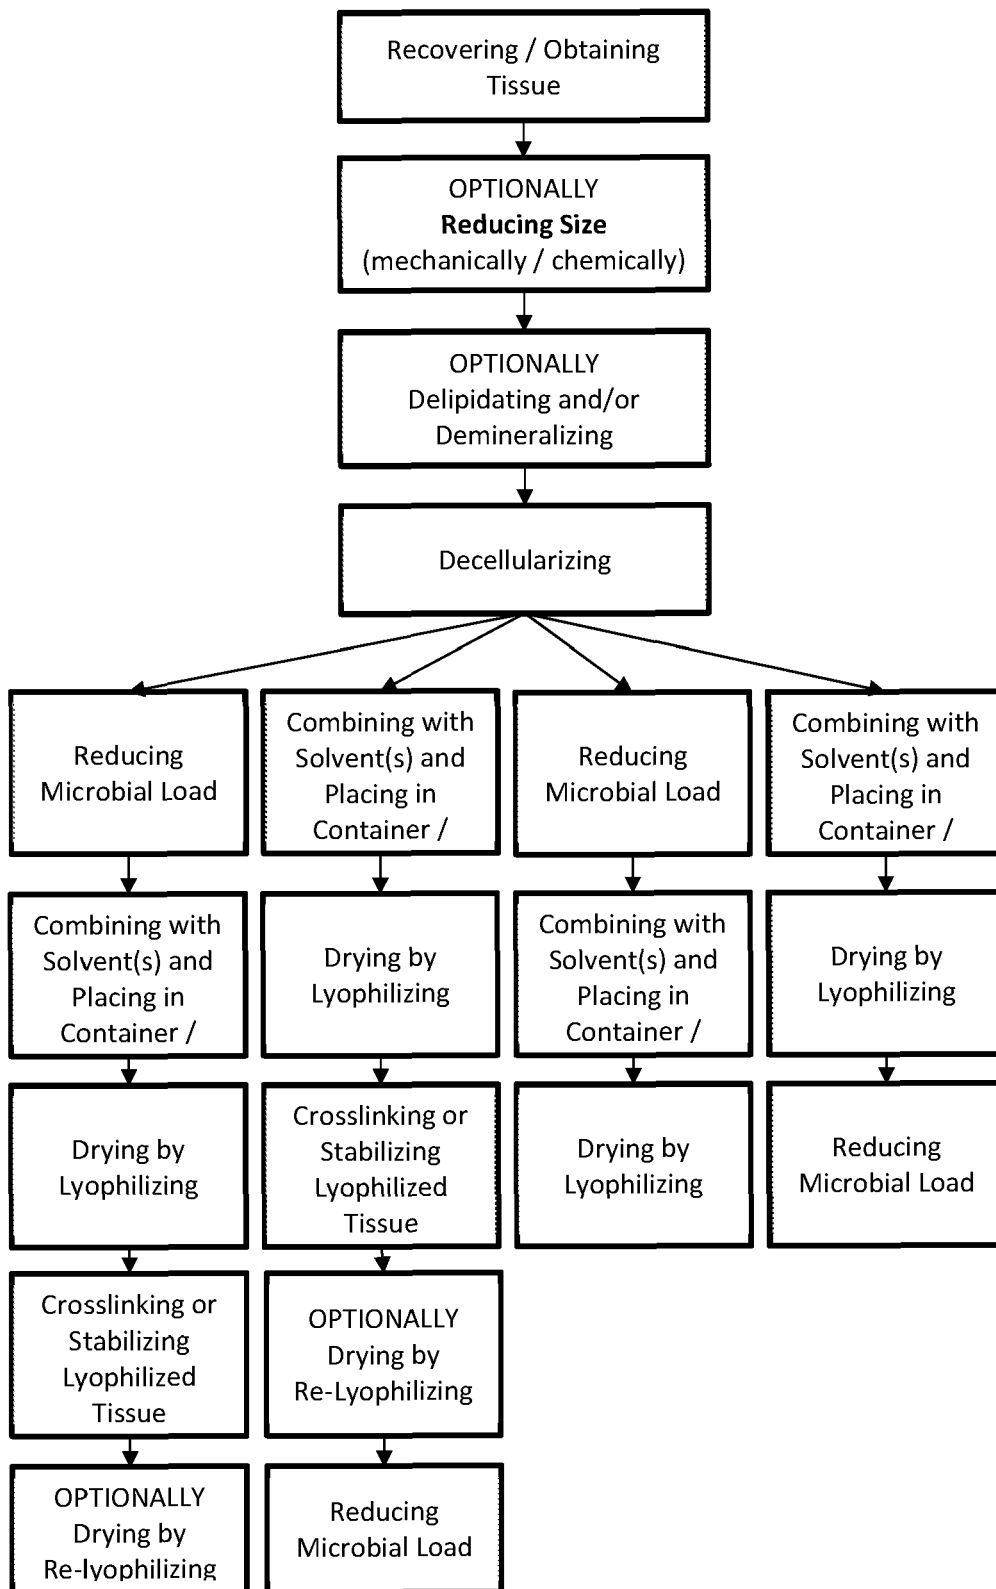 Recovering / Obtaining
Tissue
OPTIONALLY
Reducing Size
(mechanically / chemically)
OPTIONALLY
Delipidating and/or
Demineralizing
Decellularizing
Reducing
Microbial Load
Combining with
Solvent(s) and
Placing in
Container /
Reducing
Microbial Load
Combining with
Solvent(s) and
Placing in
Container /
Combining with
Solvent(s) and
Placing in
Container /
Drying by
Lyophilizing
Combining with
Solvent(s) and
Placing in
Container /
Drying by
Lyophilizing
Drying by
Lyophilizing
Crosslinking or
Stabilizing
Lyophilized
Tissue
Drying by
Lyophilizing
Reducing
Microbial Load
Crosslinking or
Stabilizing
Lyophilized
Tissue
OPTIONALLY
Drying by
Re-Lyophilizing
OPTIONALLY
Drying by
Re-lyophilizing
Reducing
Microbial Load